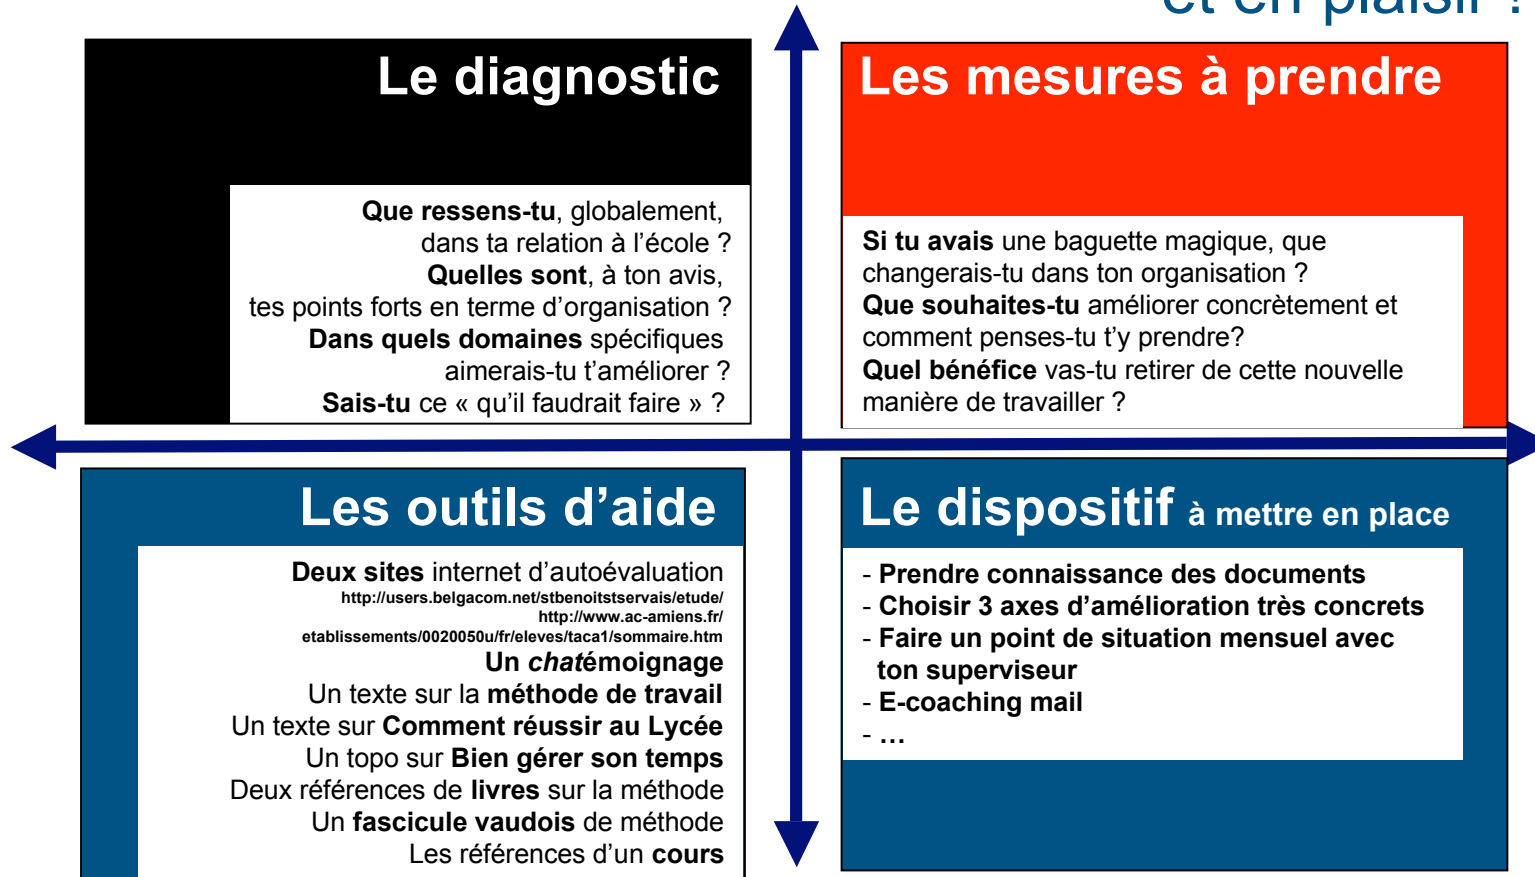 et en plaisir !
Le diagnostic
Que ressens-tu, globalement,
dans ta relation à l’école ?
Quelles sont, à ton avis,
tes points forts en terme d’organisation ?
Dans quels domaines spécifiques
aimerais-tu t’améliorer ?
Sais-tu ce « qu’il faudrait faire » ?
Les mesures à prendre
Si tu avais une baguette magique, que
changerais-tu dans ton organisation ?
Que souhaites-tu améliorer concrètement et
comment penses-tu t’y prendre?
Quel bénéfice vas-tu retirer de cette nouvelle
manière de travailler ?
Les outils d’aide
Deux sites internet d’autoévaluation
http://users.belgacom.net/stbenoitstservais/etude/
http://www.ac-amiens.fr/
etablissements/0020050u/fr/eleves/taca1/sommaire.htm
Un chatémoignage
Un texte sur la méthode de travail
Un texte sur Comment réussir au Lycée
Un topo sur Bien gérer son temps
Deux références de livres sur la méthode
Un fascicule vaudois de méthode
Les références d’un cours
Le dispositif à mettre en place
- Prendre connaissance des documents
- Choisir 3 axes d’amélioration très concrets
- Faire un point de situation mensuel avec
ton superviseur
- E-coaching mail
- …